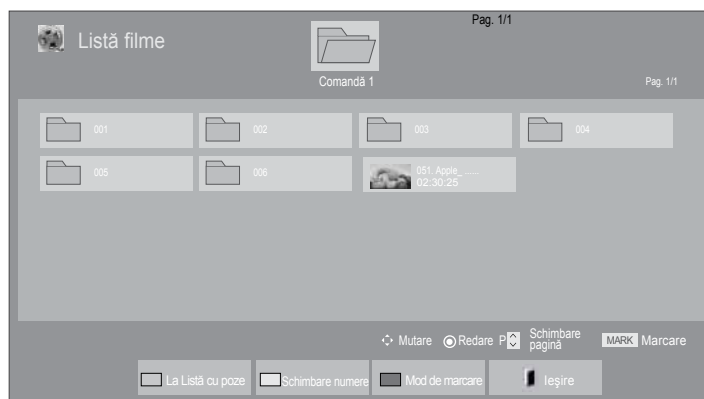 Pag. 1/1
Listă filme
Comandă 1
Pag. 1/1
001
002
003
004
005
006
051. Apple_ ......
02:30:25
Mutare
Redare
P
Schimbare
pagină
MARK
Marcare
La Listă cu poze
Schimbare numere
Mod de marcare
Ieşire